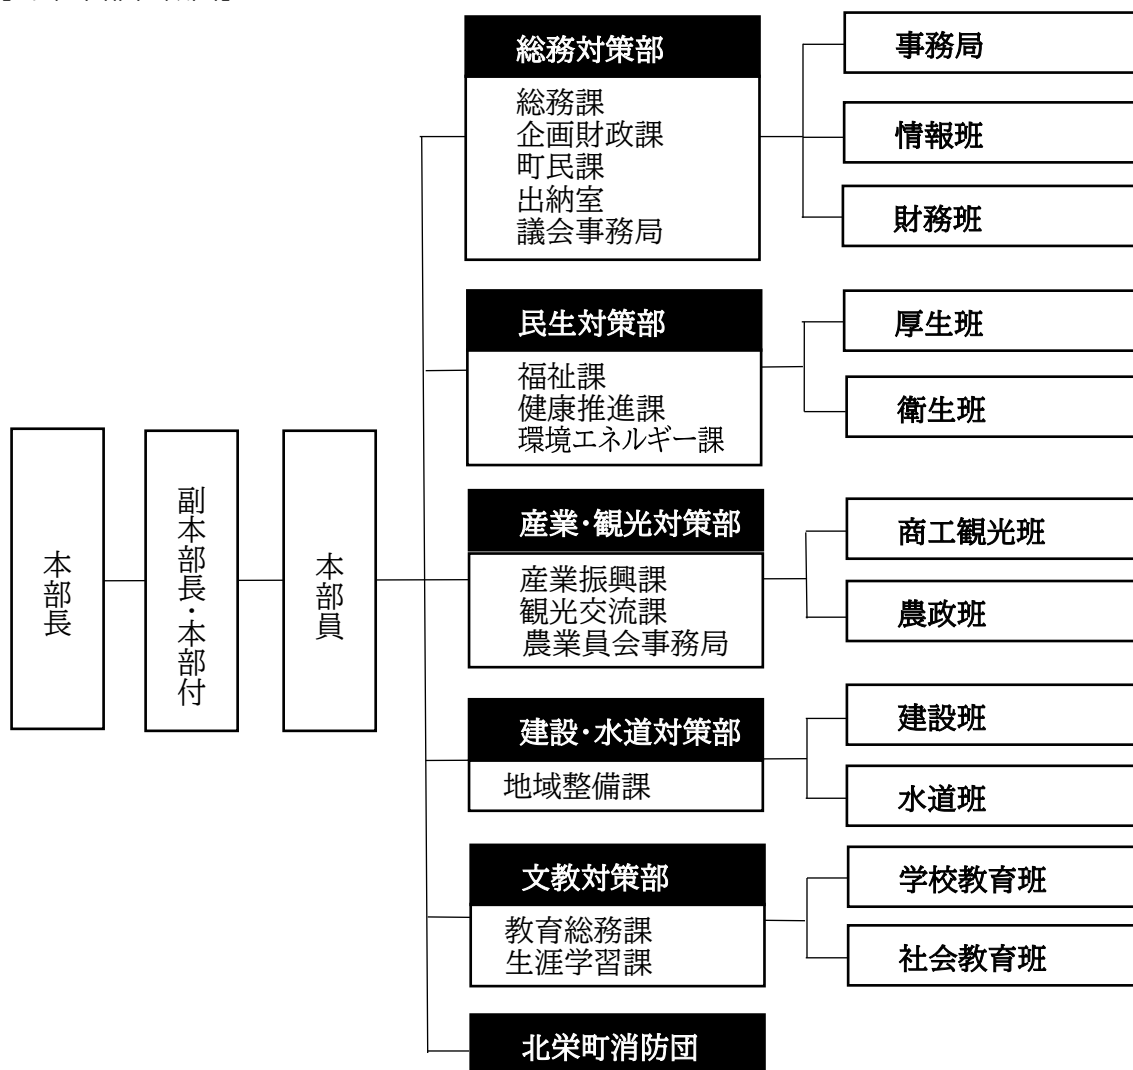 本部長
副本部長・本部付
本部員
総務対策部
総務課
企画財政課
町民課
出納室
議会事務局
事務局
情報班
財務班
民生対策部
福祉課
健康推進課
環境エネルギー課
厚生班
衛生班
産業・観光対策部
産業振興課
観光交流課
農業員会事務局
商工観光班
農政班
建設・水道対策部
地域整備課
建設班
水道班
文教対策部
教育総務課
生涯学習課
学校教育班
社会教育班
北栄町消防団